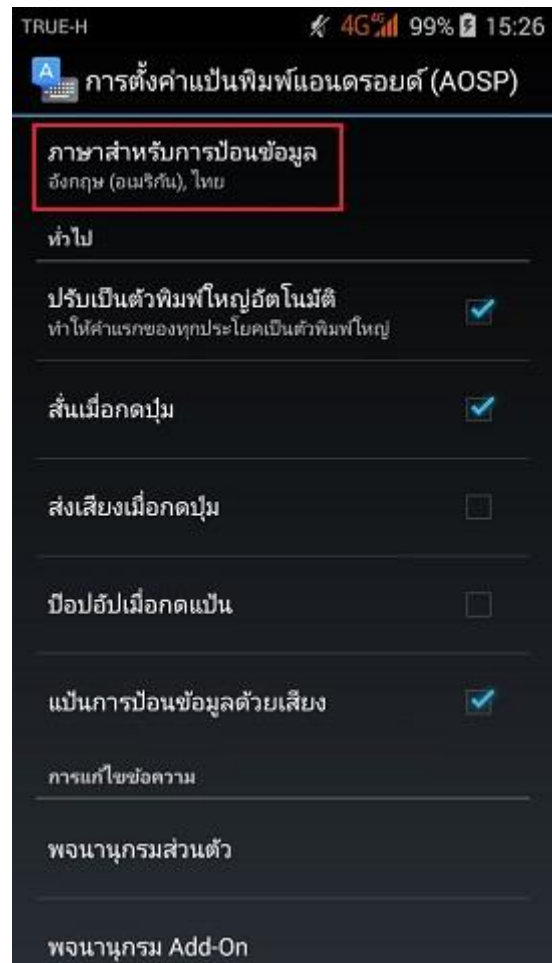 TRUE-H 4G 4G 99% 15:26
A การตั้งค่าแป้นพิมพ์แอนดรอยด์ (AOSP)
ภาษาสำหรับการป้อนข้อมูล
อังกฤษ (อเมริกัน), ไทย
ทั่วไป
ปรับเป็นตัวพิมพ์ใหญ่อัตโนมัติ
ทำให้คำแรกของทุกประโยคเป็นตัวพิมพ์ใหญ่
สั่นเมื่อกดปุ่ม
ส่งเสียงเมื่อกดปุ่ม
ป๊อปอัปเมื่อกดแป้น
แป้นการป้อนข้อมูลด้วยเสียง
การแก้ไขข้อความ
พจนานุกรมส่วนตัว
พจนานุกรม Add-On